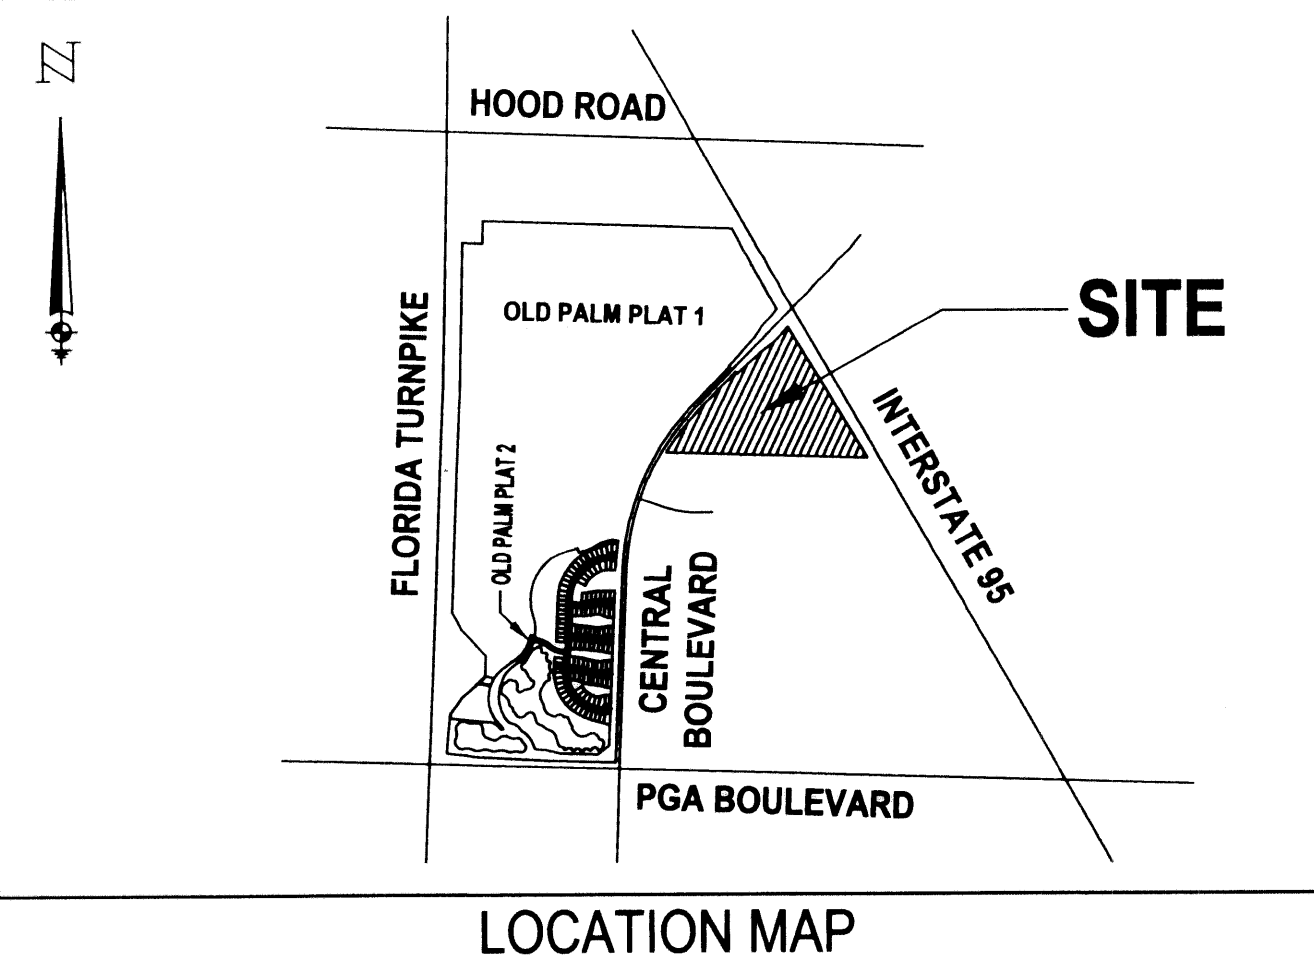 N
HOOD ROAD
OLD PALM PLAT 1
SITE
FLORIDA TURNPIKE
INTERSTATE 95
OLD PALM PLAT 2
CENTRAL
BOULEVARD
PGA BOULEVARD
LOCATION MAP